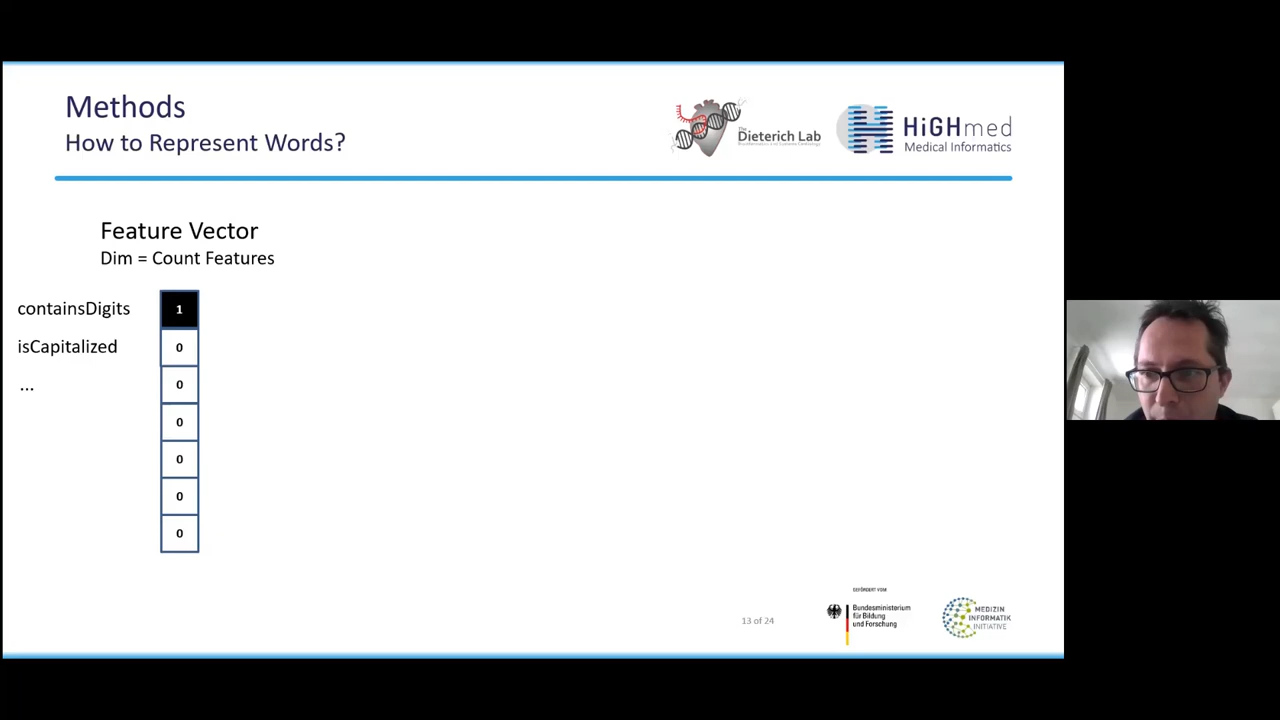 Methods
How to Represent Words?
The
Dieterich Lab
HiGHmed
Medical Informatics
Feature Vector
Dim = Count Features
containsDigits 1
isCapitalized 0
... 0
0
0
0
0
13 of 24
GEFÖRDERT VOM
Bundesministerium
für Bildung
und Forschung
MEDIZIN
INFORMATIK
INITIATIVE